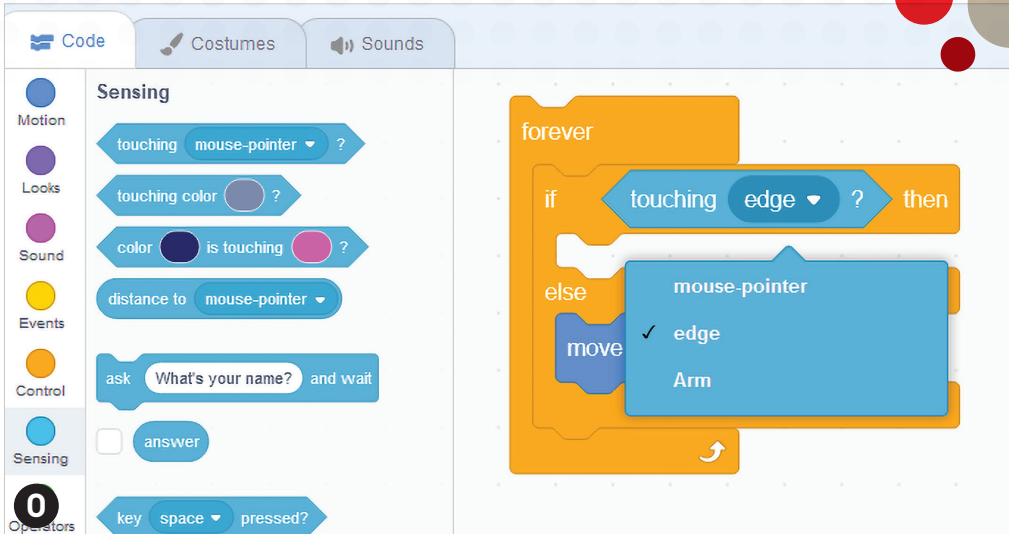 Code
Costumes
Sounds
Motion
Looks
Sound
Events
Control
Sensing
Operators
0
Sensing
touching mouse-pointer ?
touching color ?
color is touching ?
distance to mouse-pointer
ask What's your name? and wait
answer
key space pressed?
forever
if touching edge ? then
mouse-pointer
else
✓ edge
move
Arm